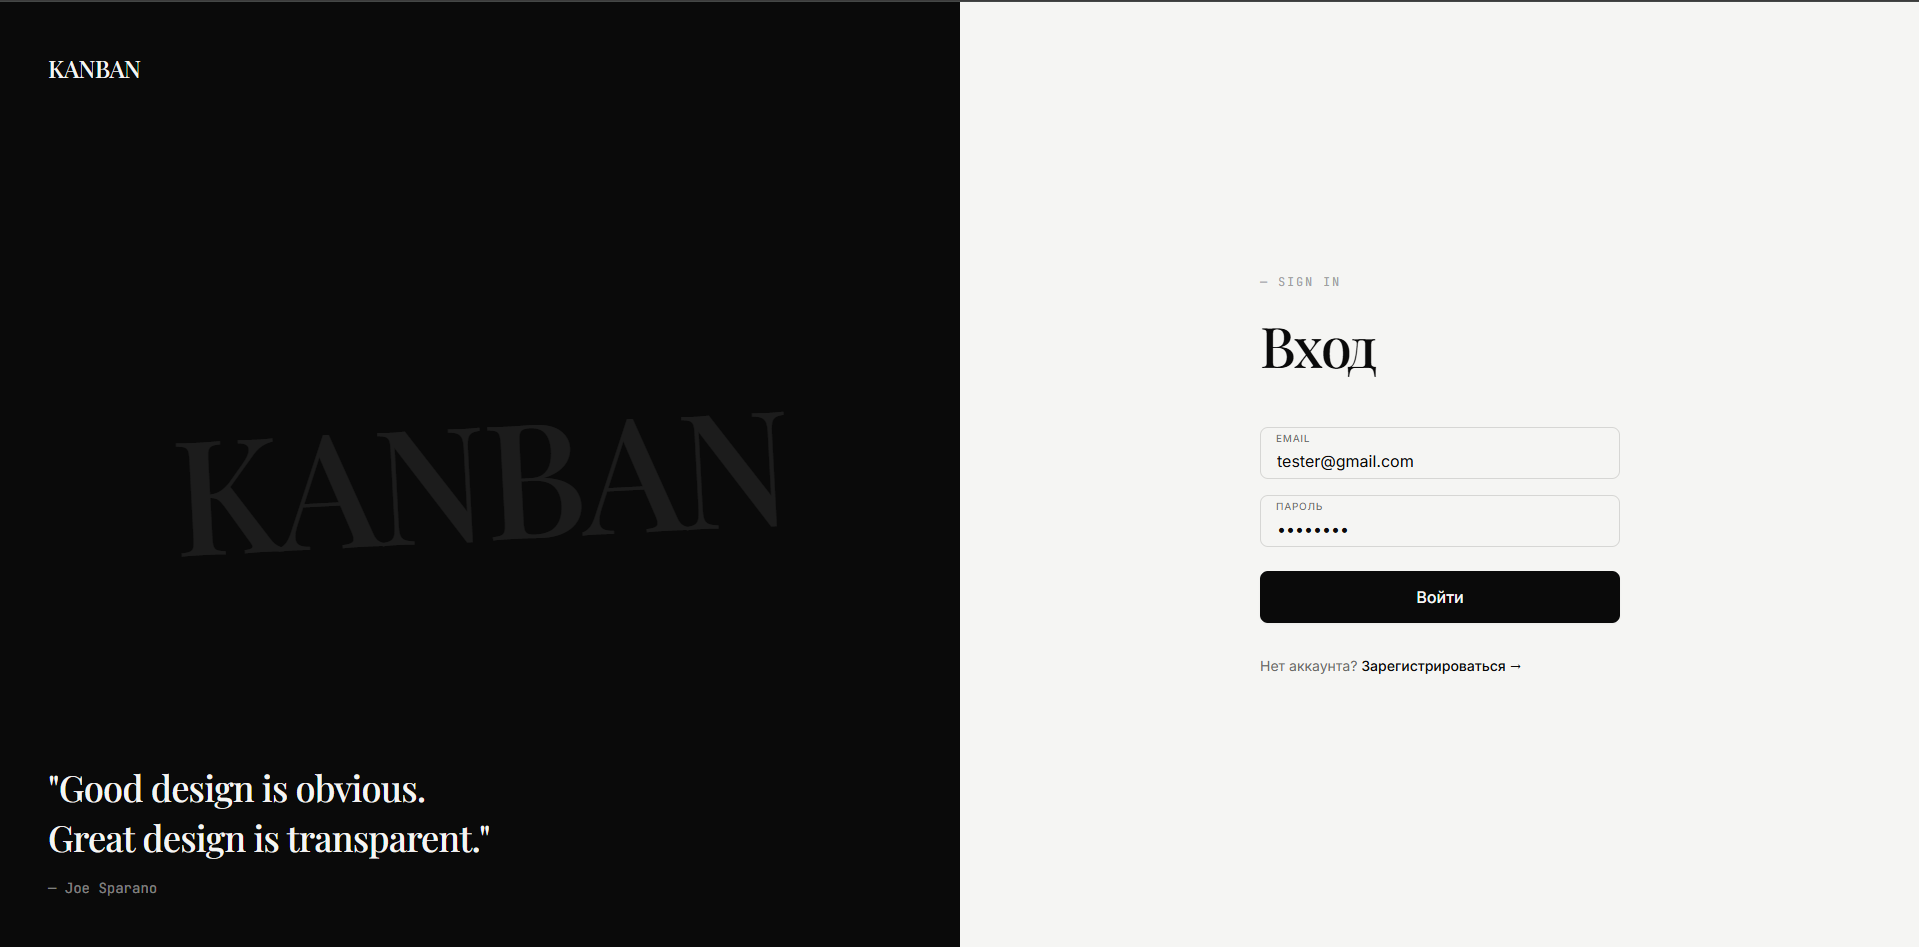 KANBAN
KANBAN
"Good design is obvious.
Great design is transparent."
— Joe Sparano
— SIGN IN
Вход
EMAIL
tester@gmail.com
ПАРОЛЬ
••••••••
Войти
Нет аккаунта? Зарегистрироваться →